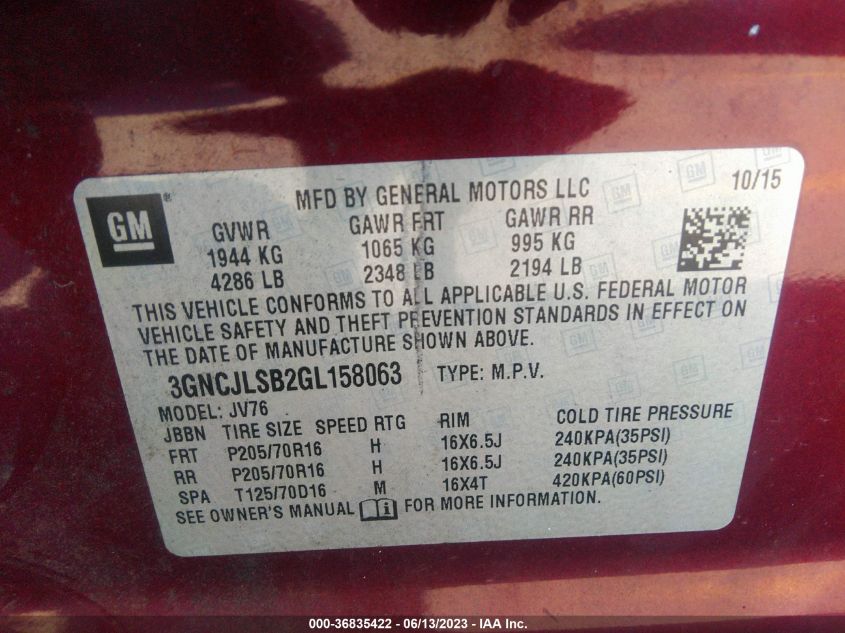 MFD BY GENERAL MOTORS LLC 10/15
GM
GVWR GAWR FRT GAWR RR
1944 KG 1065 KG 995 KG
4286 LB 2348 LB 2194 LB
THIS VEHICLE CONFORMS TO ALL APPLICABLE U.S. FEDERAL MOTOR
VEHICLE SAFETY AND THEFT PREVENTION STANDARDS IN EFFECT ON
THE DATE OF MANUFACTURE SHOWN ABOVE.
3GNCJLSB2GL158063 TYPE: M.P.V.
MODEL: JV76
JBBN TIRE SIZE SPEED RTG RIM COLD TIRE PRESSURE
FRT P205/70R16 H 16X6.5J 240KPA(35PSI)
RR P205/70R16 H 16X6.5J 240KPA(35PSI)
SPA T125/70D16 M 16X4T 420KPA(60PSI)
SEE OWNER'S MANUAL FOR MORE INFORMATION.
000-36835422 - 06/13/2023 - IAA Inc.